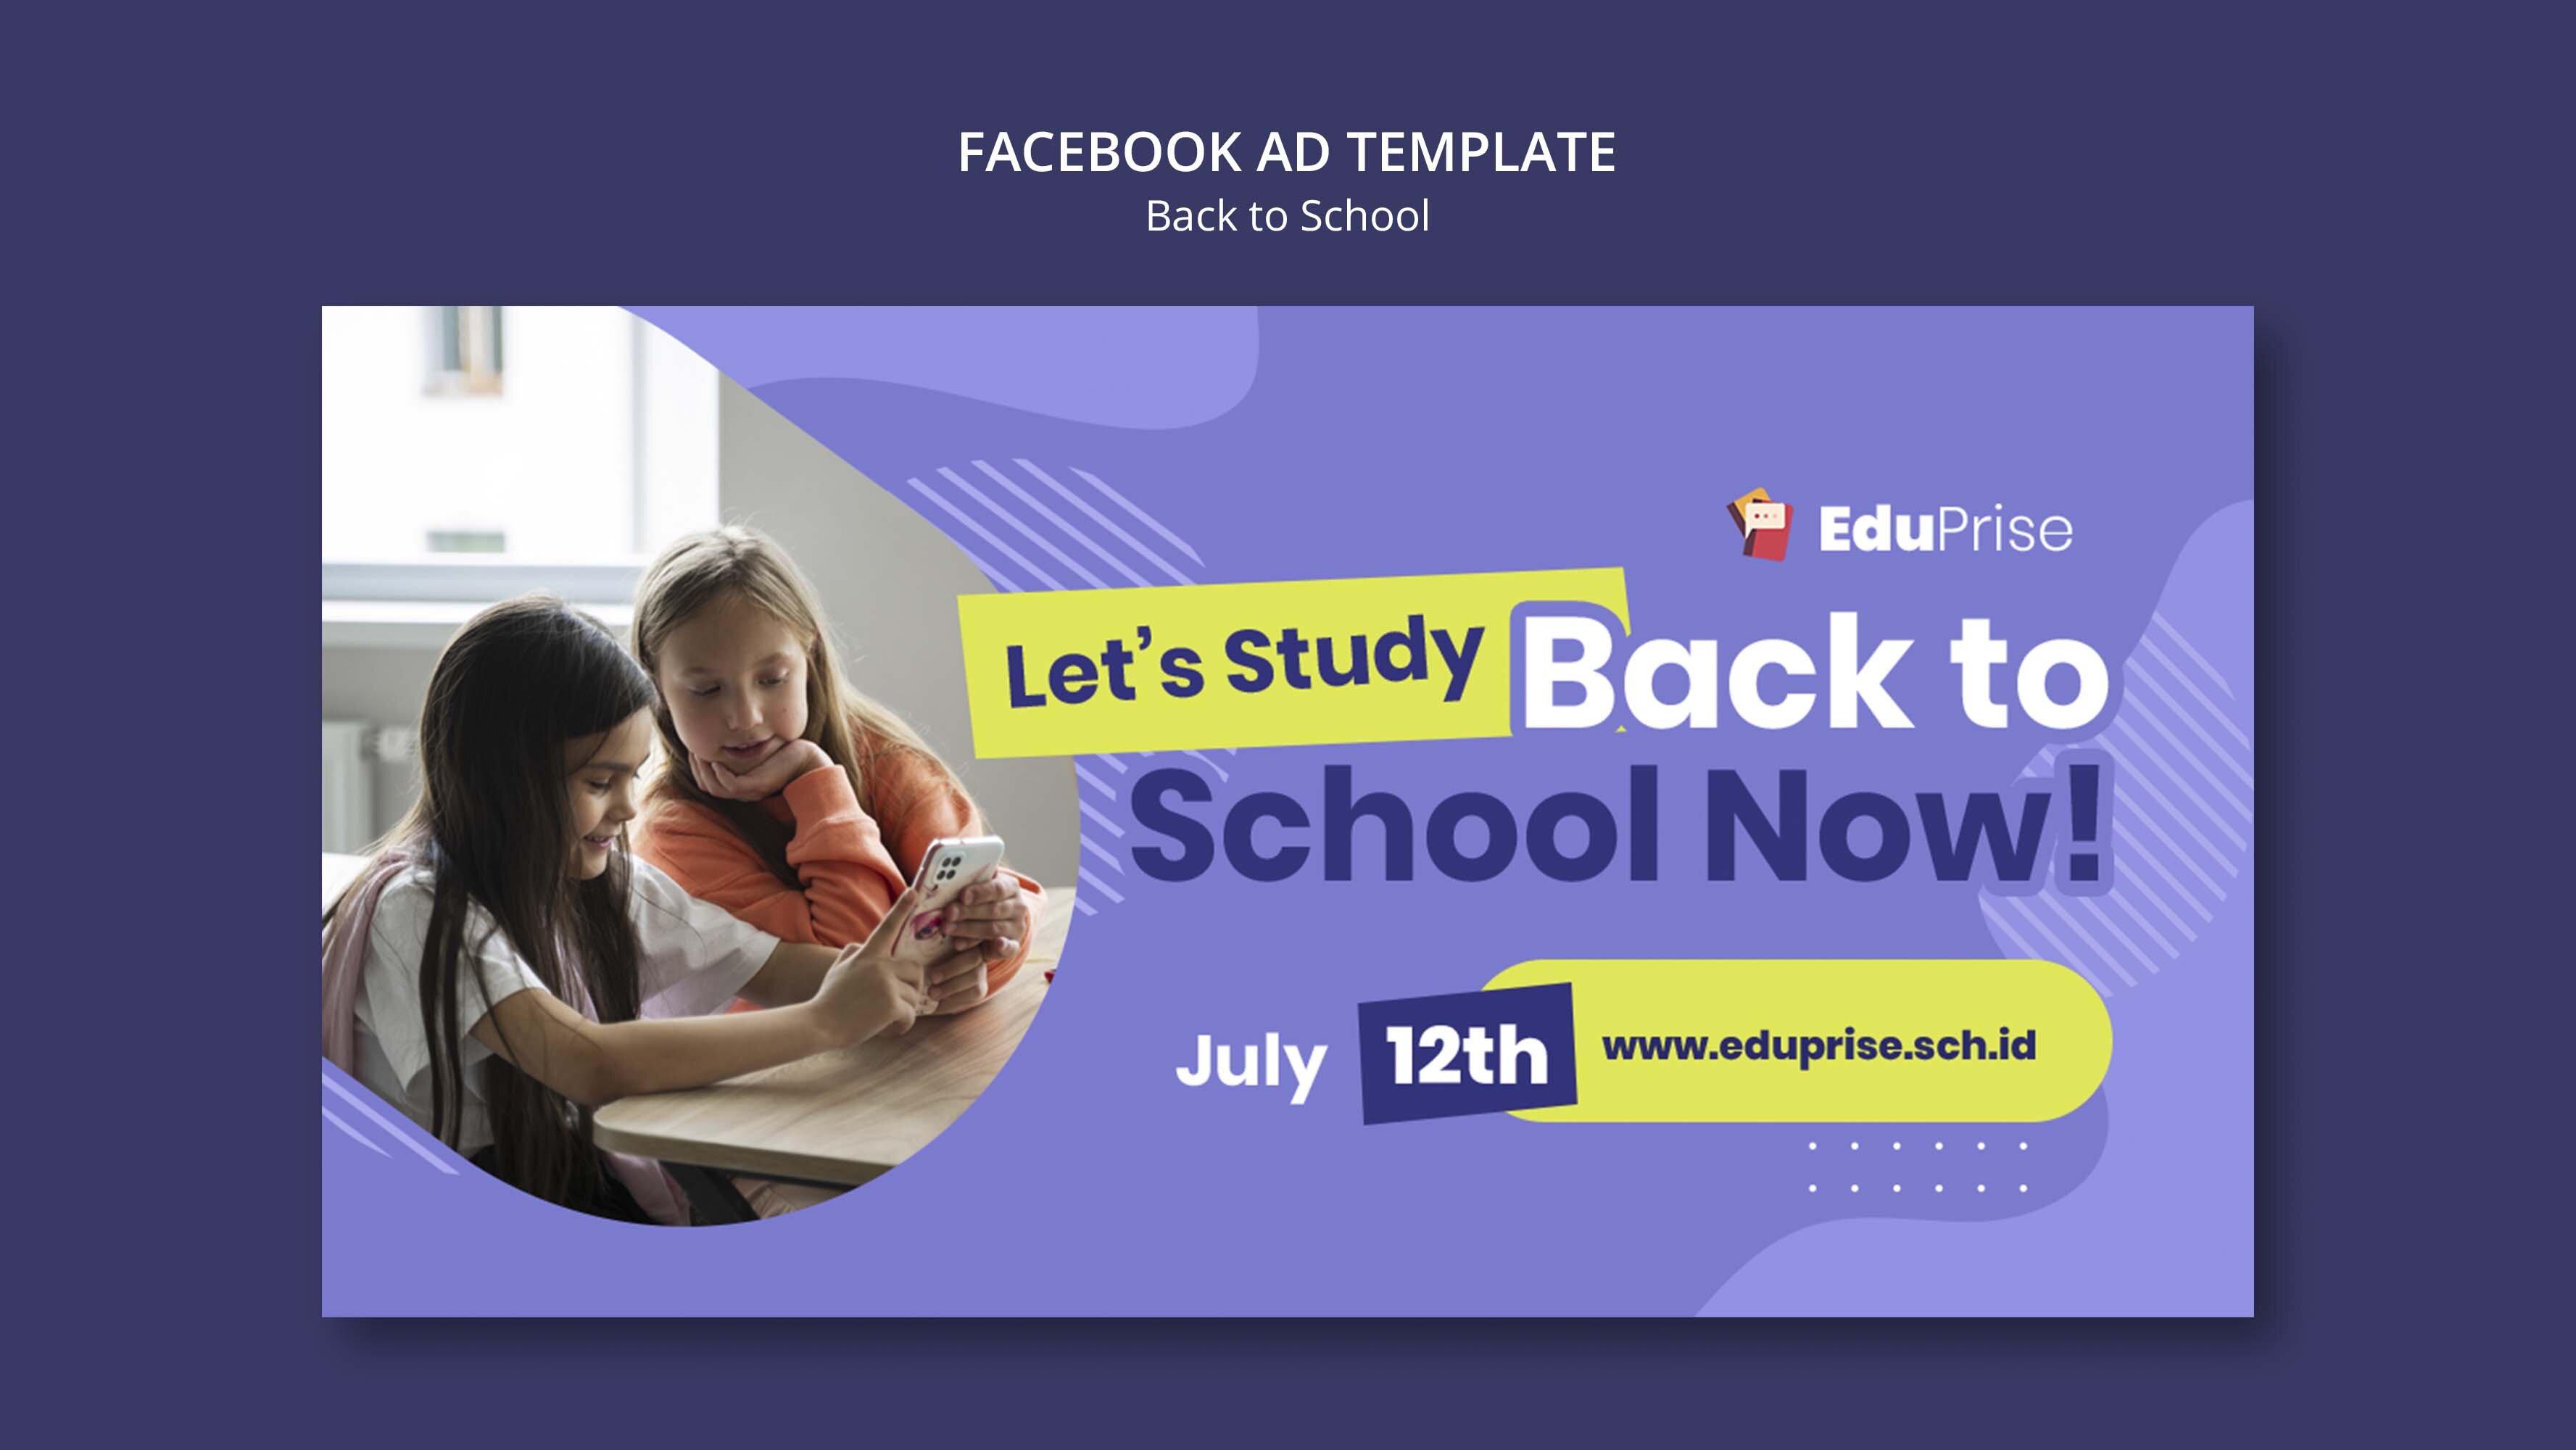 FACEBOOK AD TEMPLATE
Back to School
EduPrise
Let's Study Back to
School Now!
July 12th www.eduprise.sch.id